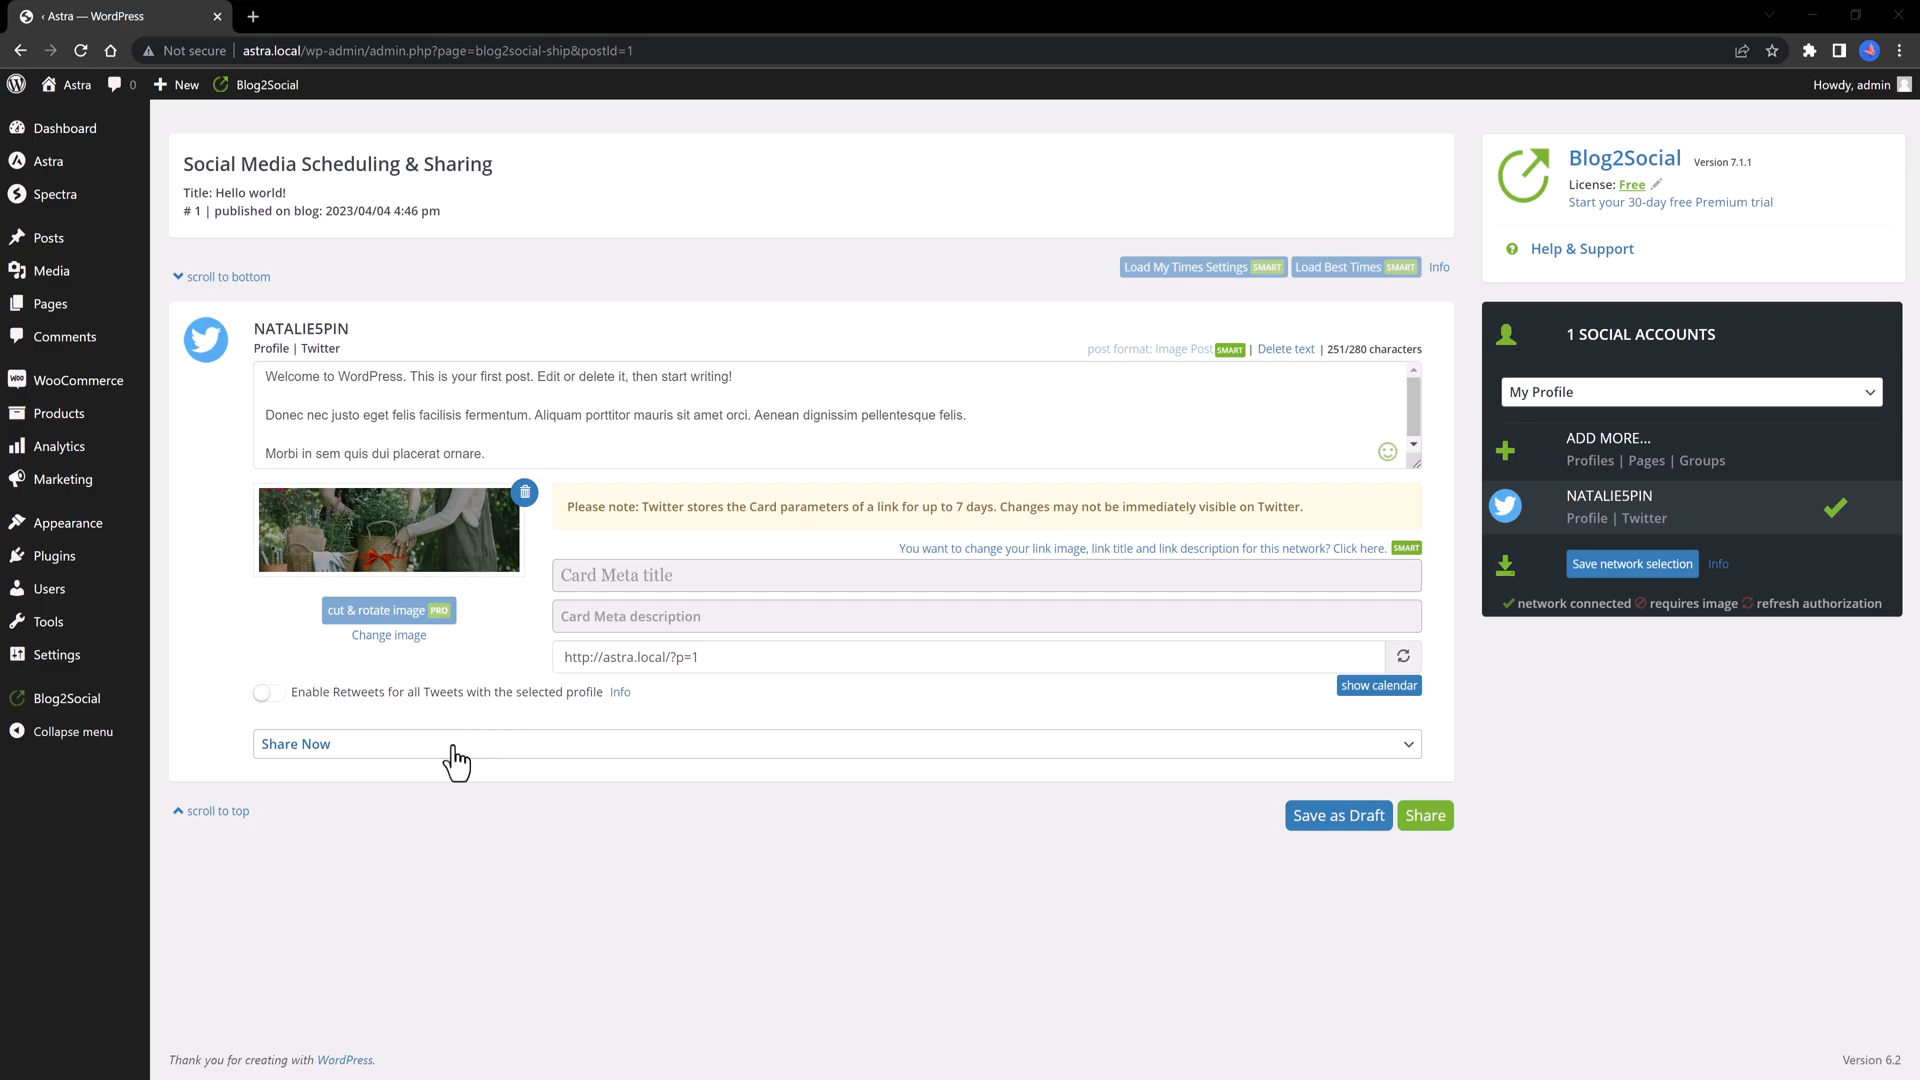 ‹ Astra — WordPress
Not secure
astra.local/wp-admin/admin.php?page=blog2social-ship&postId=1
Astra
0
New
Blog2Social
Howdy, admin
Dashboard
Astra
Spectra
Posts
Media
Pages
Comments
WooCommerce
Products
Analytics
Marketing
Appearance
Plugins
Users
Tools
Settings
Blog2Social
Collapse menu
Social Media Scheduling & Sharing
Title: Hello world!
# 1 | published on blog: 2023/04/04 4:46 pm
scroll to bottom
Load My Times Settings SMART
Load Best Times SMART
Info
NATALIE5PIN
Profile | Twitter
post format: Image Post SMART | Delete text | 251/280 characters
Welcome to WordPress. This is your first post. Edit or delete it, then start writing!
Donec nec justo eget felis facilisis fermentum. Aliquam porttitor mauris sit amet orci. Aenean dignissim pellentesque felis.
Morbi in sem quis dui placerat ornare.
Please note: Twitter stores the Card parameters of a link for up to 7 days. Changes may not be immediately visible on Twitter.
You want to change your link image, link title and link description for this network? Click here. SMART
Card Meta title
Card Meta description
http://astra.local/?p=1
cut & rotate image PRO
Change image
show calendar
Enable Retweets for all Tweets with the selected profile Info
Share Now
scroll to top
Save as Draft
Share
Blog2Social Version 7.1.1
License: Free
Start your 30-day free Premium trial
Help & Support
1 SOCIAL ACCOUNTS
My Profile
ADD MORE...
Profiles | Pages | Groups
NATALIE5PIN
Profile | Twitter
Save network selection
Info
network connected requires image refresh authorization
Thank you for creating with WordPress.
Version 6.2